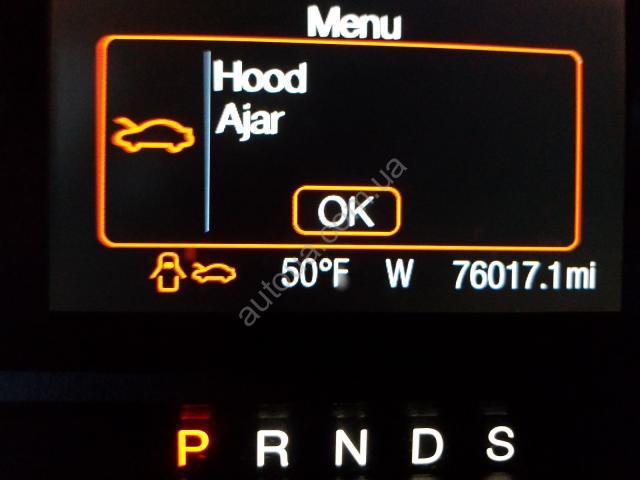 Menu
Hood
Ajar
OK
50°F W 76017.1mi
P R N D S